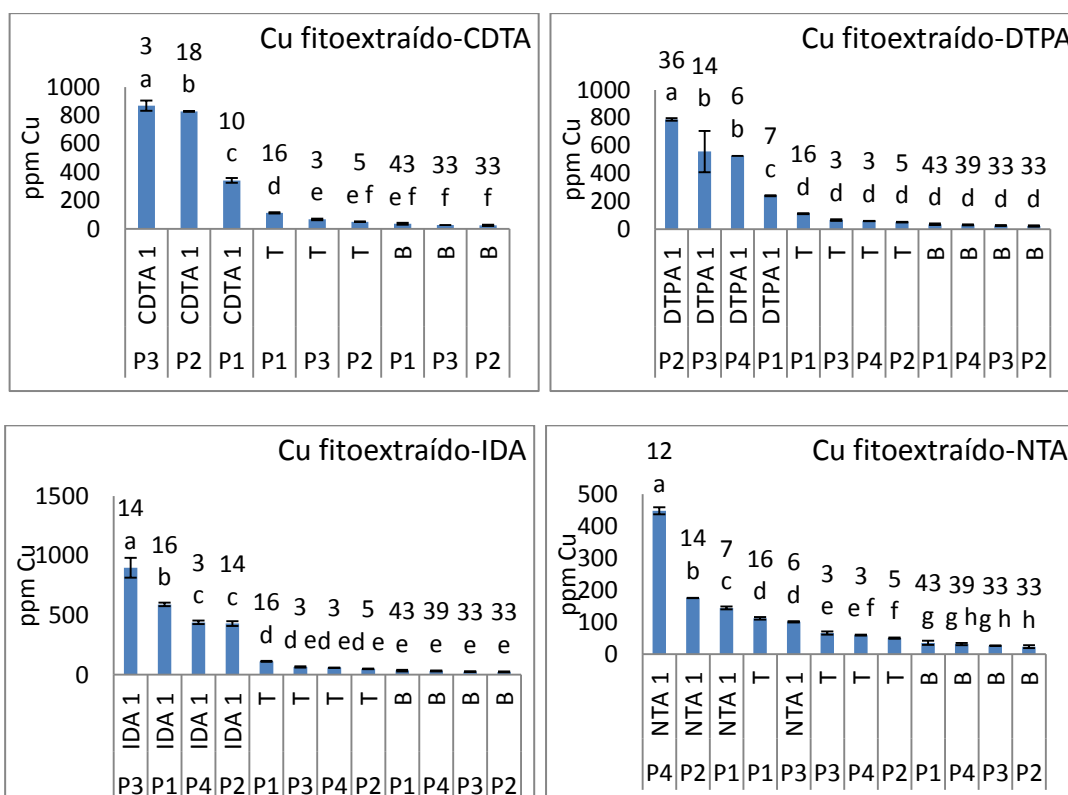 Cu fitoextraído-CDTA
3 18 10 16 3 5 43 33 33
a b c d e e f e f f f
ppm Cu
1000
800
600
400
200
0
CDTA 1 CDTA 1 CDTA 1 T T T B B B
P3 P2 P1 P1 P3 P2 P1 P3 P2
Cu fitoextraído-DTPA
36 14 6 7 16 3 3 5 43 39 33 33
a b b c d d d d d d d d
ppm Cu
1000
800
600
400
200
0
DTPA 1 DTPA 1 DTPA 1 DTPA 1 T T T T B B B B
P2 P3 P4 P1 P1 P3 P4 P2 P1 P4 P3 P2
Cu fitoextraído-IDA
14 16 3 14 16 3 3 5 43 39 33 33
a b c c d d e d e d e e e e e
ppm Cu
1500
1000
500
0
IDA 1 IDA 1 IDA 1 IDA 1 T T T T B B B B
P3 P1 P4 P2 P1 P3 P4 P2 P1 P4 P3 P2
Cu fitoextraído-NTA
12 14 7 16 6 3 3 5 43 39 33 33
a b c d d e e f f g g h g h h
ppm Cu
500
400
300
200
100
0
NTA 1 NTA 1 NTA 1 T NTA 1 T T T B B B B
P4 P2 P1 P1 P3 P3 P4 P2 P1 P4 P3 P2